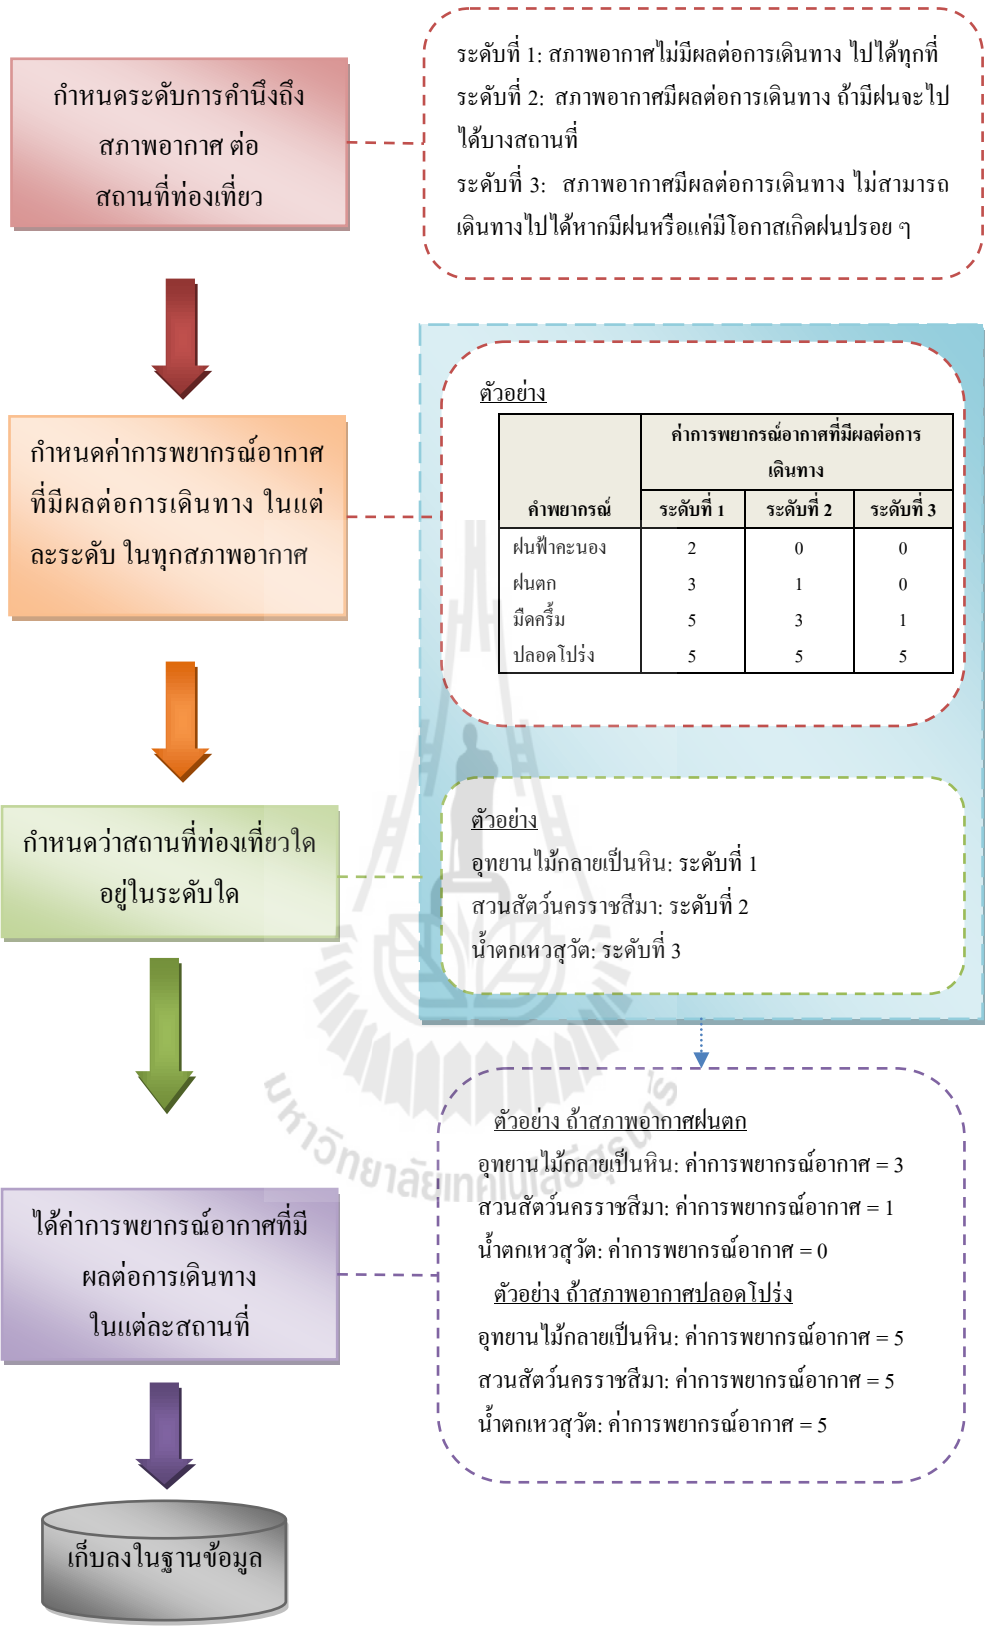 กำหนดระดับการคำนึงถึง
สภาพอากาศ ต่อ
สถานที่ท่องเที่ยว
ระดับที่ 1: สภาพอากาศไม่มีผลต่อการเดินทาง ไปได้ทุกที่
ระดับที่ 2: สภาพอากาศมีผลต่อการเดินทาง ถ้ามีฝนจะไป
ได้บางสถานที่
ระดับที่ 3: สภาพอากาศมีผลต่อการเดินทาง ไม่สามารถ
เดินทางไปได้หากมีฝนหรือแค่มีโอกาสเกิดฝนปรอย ๆ
กำหนดค่าการพยากรณ์อากาศ
ที่มีผลต่อการเดินทาง ในแต่
ละระดับ ในทุกสภาพอากาศ
ตัวอย่าง
ค่าการพยากรณ์อากาศที่มีผลต่อการ
เดินทาง
คำพยากรณ์ ระดับที่ 1 ระดับที่ 2 ระดับที่ 3
ฝนฟ้าคะนอง 2 0 0
ฝนตก 3 1 0
มืดครึ้ม 5 3 1
ปลอดโปร่ง 5 5 5
กำหนดว่าสถานที่ท่องเที่ยวใด
อยู่ในระดับใด
ตัวอย่าง
อุทยานไม้กลายเป็นหิน: ระดับที่ 1
สวนสัตว์นครราชสีมา: ระดับที่ 2
น้ำตกเหวสุวัต: ระดับที่ 3
ได้ค่าการพยากรณ์อากาศที่มี
ผลต่อการเดินทาง
ในแต่ละสถานที่
ตัวอย่าง ถ้าสภาพอากาศฝนตก
อุทยานไม้กลายเป็นหิน: ค่าการพยากรณ์อากาศ = 3
สวนสัตว์นครราชสีมา: ค่าการพยากรณ์อากาศ = 1
น้ำตกเหวสุวัต: ค่าการพยากรณ์อากาศ = 0
ตัวอย่าง ถ้าสภาพอากาศปลอดโปร่ง
อุทยานไม้กลายเป็นหิน: ค่าการพยากรณ์อากาศ = 5
สวนสัตว์นครราชสีมา: ค่าการพยากรณ์อากาศ = 5
น้ำตกเหวสุวัต: ค่าการพยากรณ์อากาศ = 5
เก็บลงในฐานข้อมูล
มหาวิทยาลัยเทคโนโลยีสุรนารี